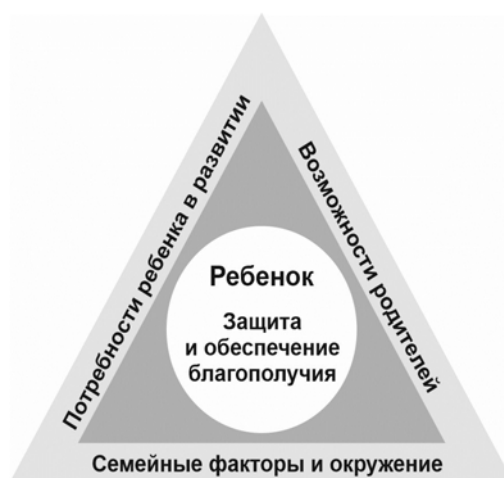 Потребности ребенка в развитии
Возможности родителей
Ребенок
Защита
и обеспечение
благополучия
Семейные факторы и окружение